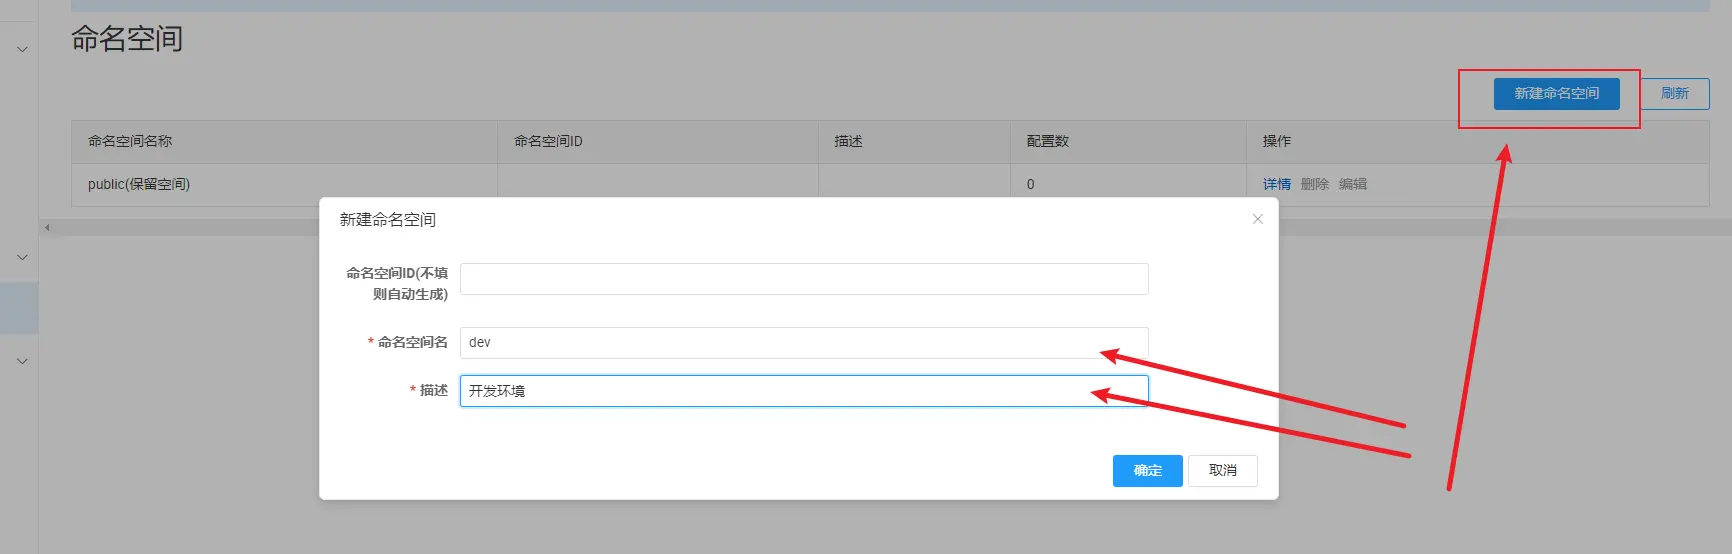 命名空间
新建命名空间 刷新
命名空间名称 命名空间ID 描述 配置数 操作
public(保留空间) 0 详情 删除 编辑
新建命名空间
命名空间ID(不填
则自动生成)
* 命名空间名 dev
* 描述 开发环境
确定 取消